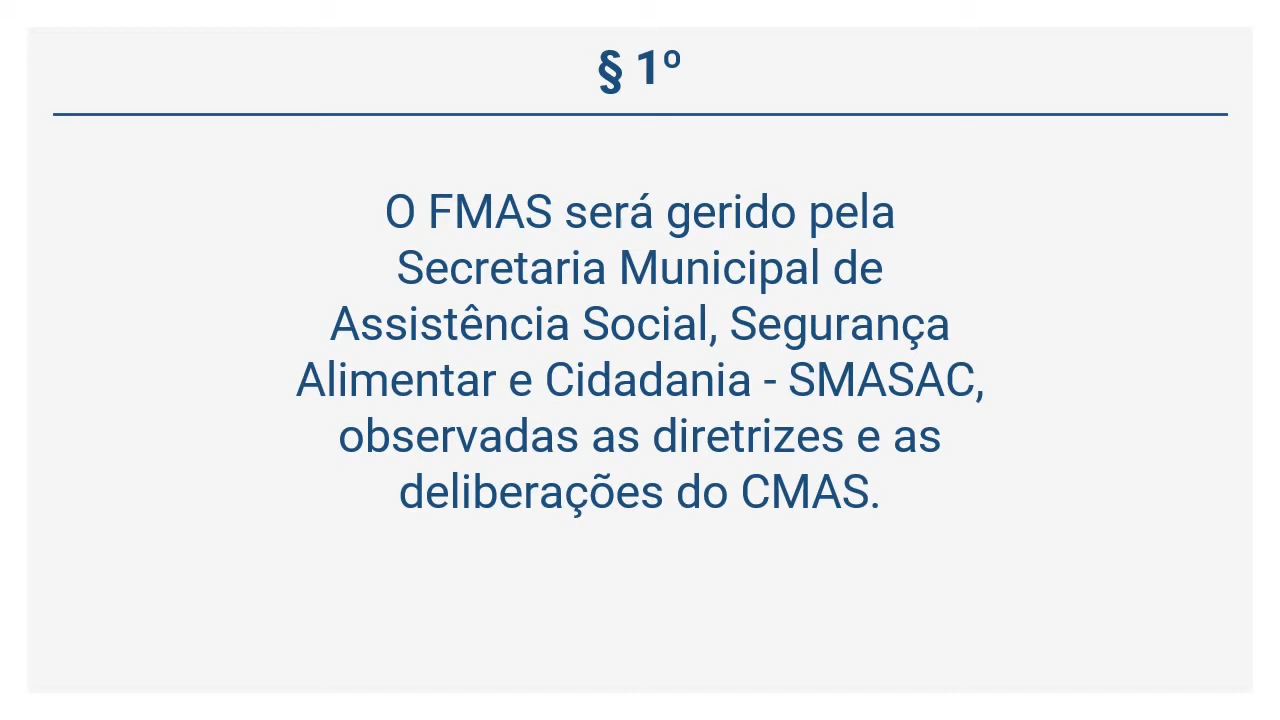 § 1º
O FMAS será gerido pela
Secretaria Municipal de
Assistência Social, Segurança
Alimentar e Cidadania - SMASAC,
observadas as diretrizes e as
deliberações do CMAS.